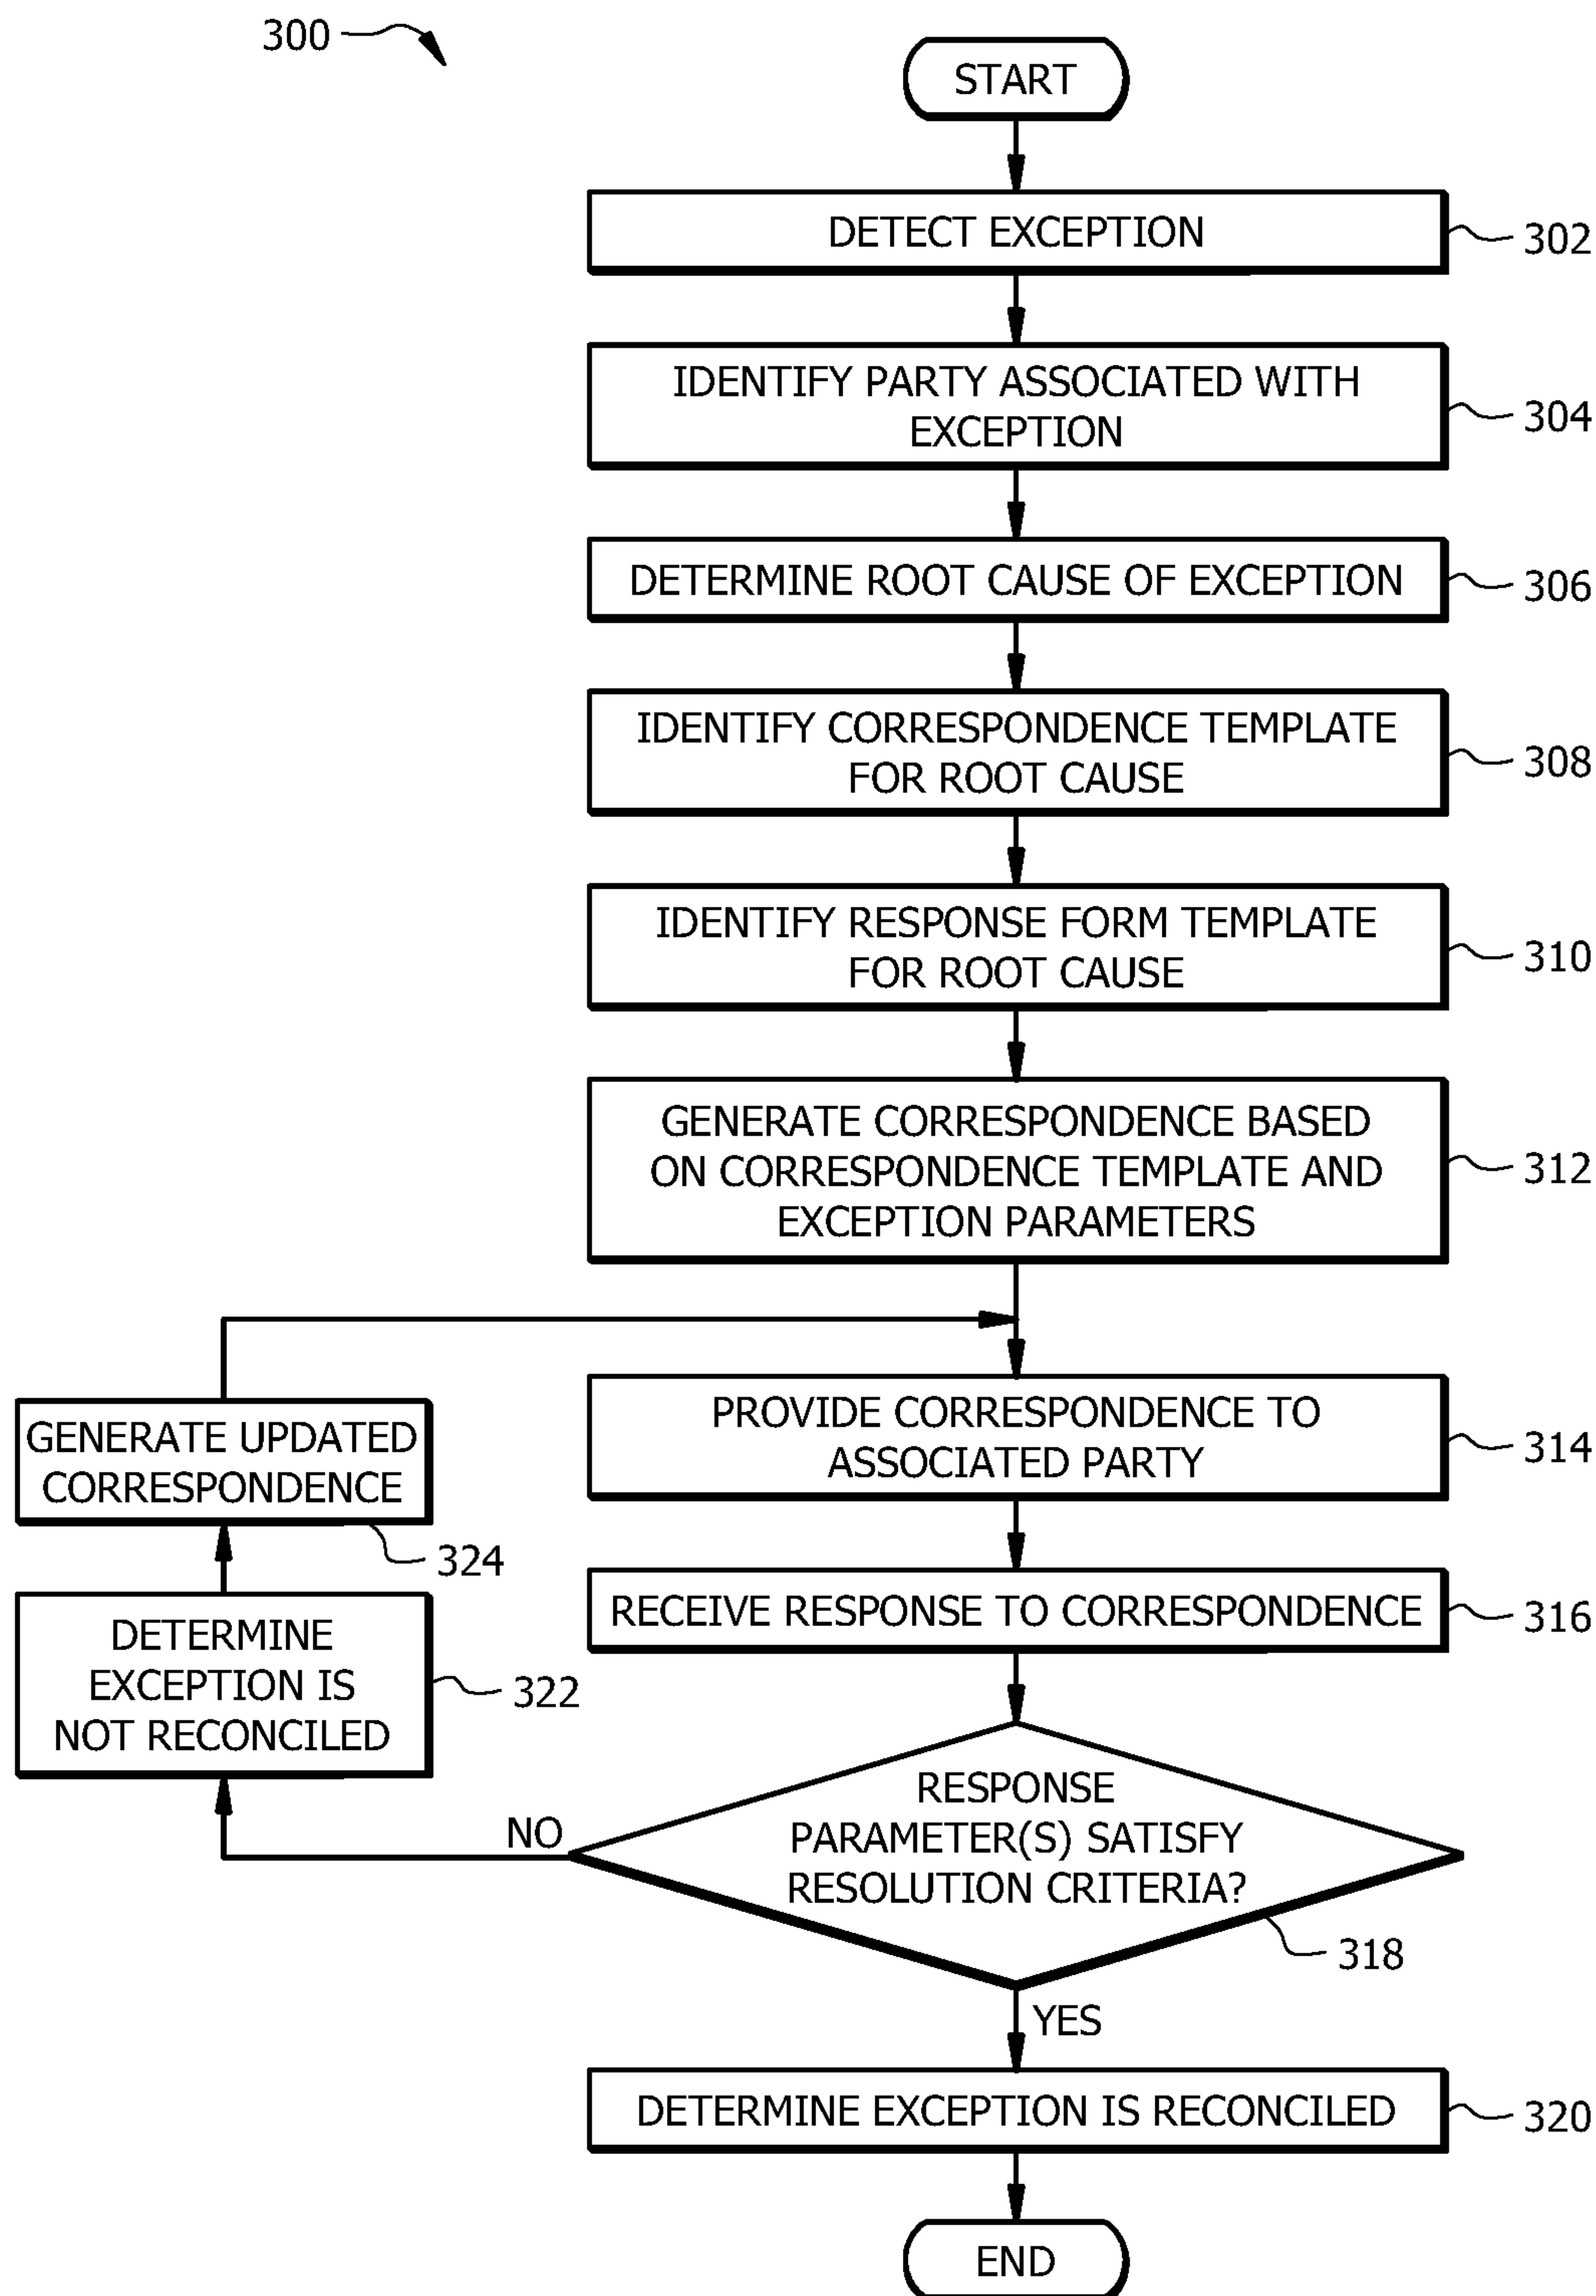 300
START
DETECT EXCEPTION
302
IDENTIFY PARTY ASSOCIATED WITH
EXCEPTION
304
DETERMINE ROOT CAUSE OF EXCEPTION
306
IDENTIFY CORRESPONDENCE TEMPLATE
FOR ROOT CAUSE
308
IDENTIFY RESPONSE FORM TEMPLATE
FOR ROOT CAUSE
310
GENERATE CORRESPONDENCE BASED
ON CORRESPONDENCE TEMPLATE AND
EXCEPTION PARAMETERS
312
PROVIDE CORRESPONDENCE TO
ASSOCIATED PARTY
314
RECEIVE RESPONSE TO CORRESPONDENCE
316
RESPONSE
PARAMETER(S) SATISFY
RESOLUTION CRITERIA?
318
NO
DETERMINE
EXCEPTION IS
NOT RECONCILED
322
GENERATE UPDATED
CORRESPONDENCE
324
YES
DETERMINE EXCEPTION IS RECONCILED
320
END